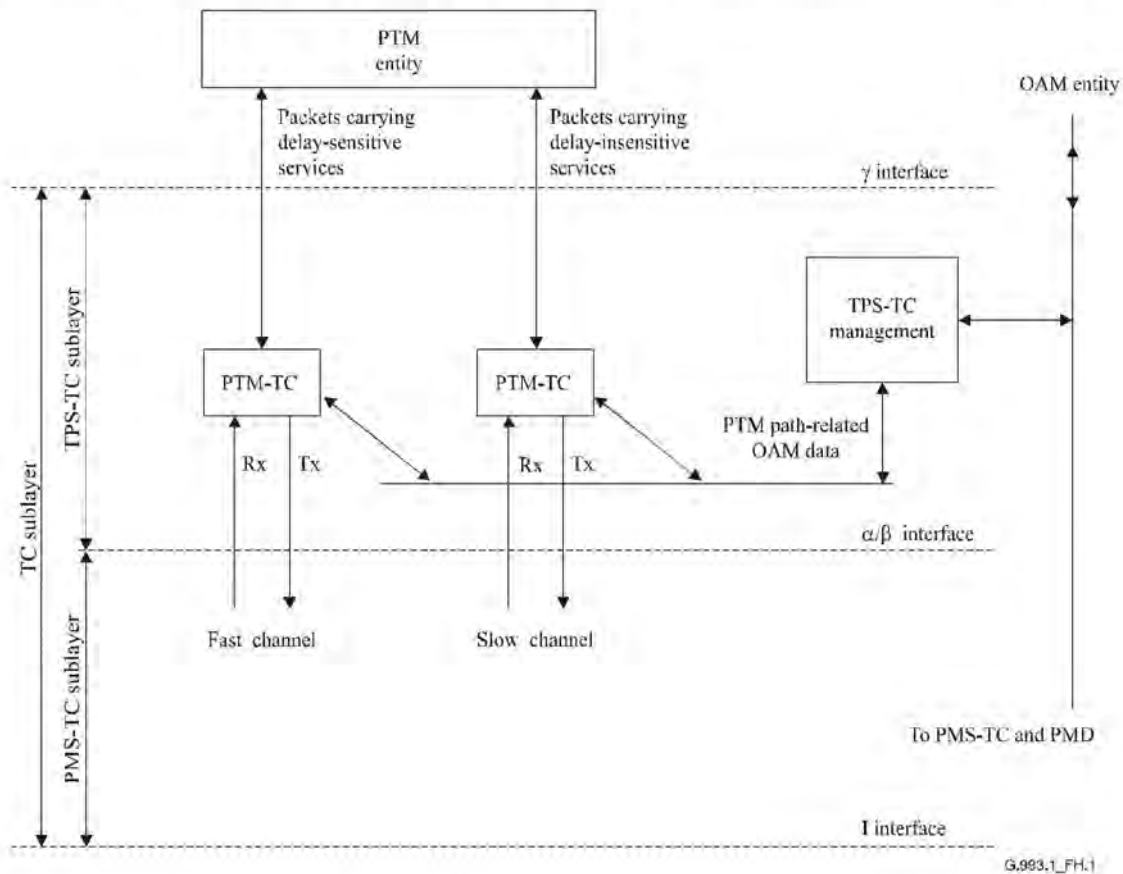 PTM
entity
OAM entity
Packets carrying
delay-sensitive
services
Packets carrying
delay-insensitive
services
γ interface
TPS-TC
management
PTM-TC
PTM-TC
PTM path-related
OAM data
Rx
Tx
Rx
Tx
α/β interface
Fast channel
Slow channel
TC sublayer
TPS-TC sublayer
PMS-TC sublayer
To PMS-TC and PMD
I interface
G.993.1_FH.1